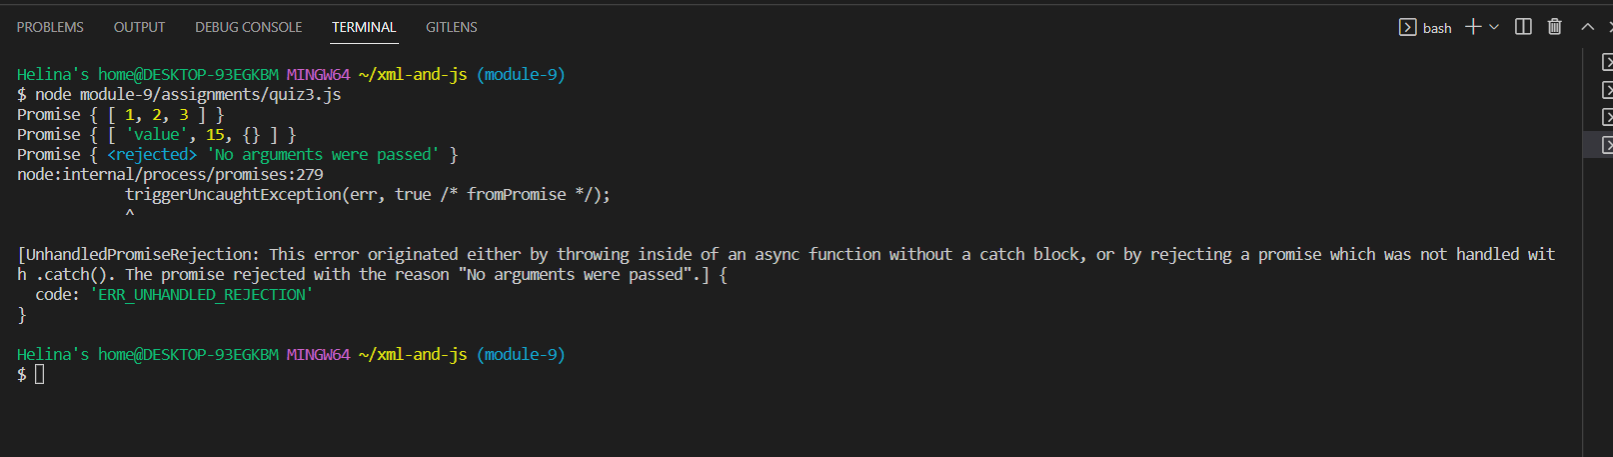 PROBLEMS OUTPUT DEBUG CONSOLE TERMINAL GITLENS bash
Helina's home@DESKTOP-93EGKBM MINGW64 ~/xml-and-js (module-9)
$ node module-9/assignments/quiz3.js
Promise { [ 1, 2, 3 ] }
Promise { [ 'value', 15, {} ] }
Promise { <rejected> 'No arguments were passed' }
node:internal/process/promises:279
            triggerUncaughtException(err, true /* fromPromise */);
            ^
[UnhandledPromiseRejection: This error originated either by throwing inside of an async function without a catch block, or by rejecting a promise which was not handled wit
h .catch(). The promise rejected with the reason "No arguments were passed".] {
  code: 'ERR_UNHANDLED_REJECTION'
}
Helina's home@DESKTOP-93EGKBM MINGW64 ~/xml-and-js (module-9)
$